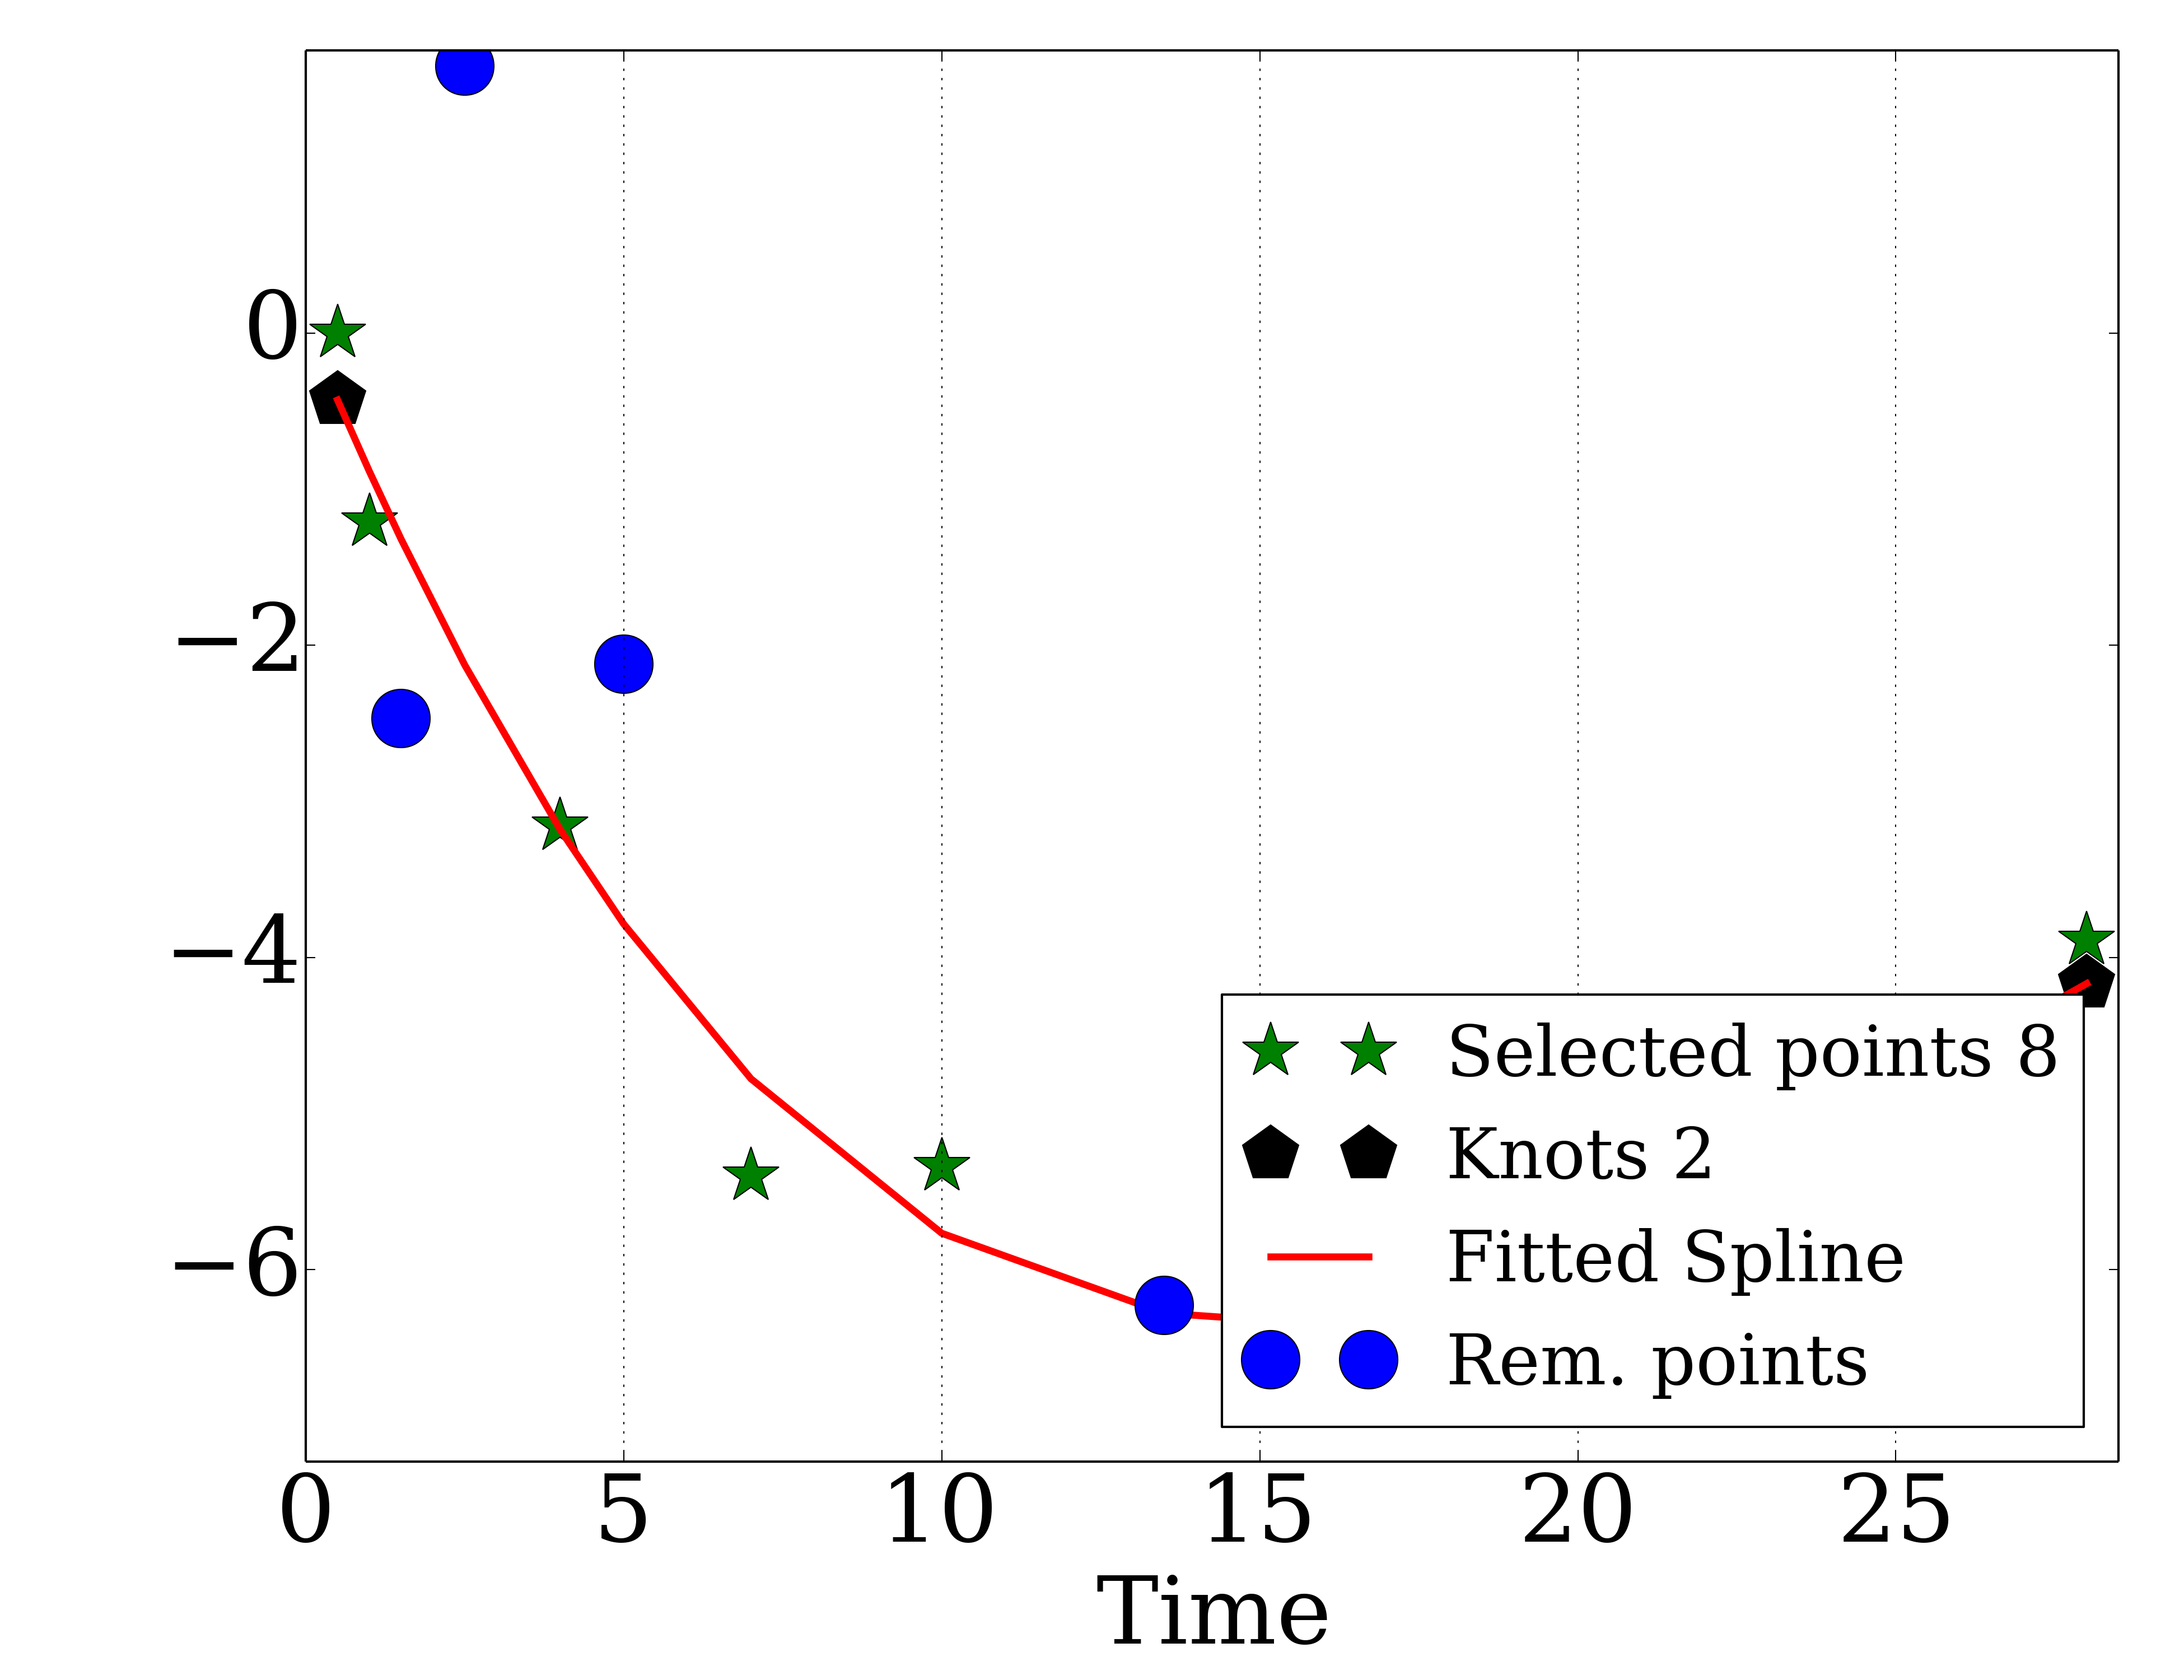 0
−2
−4
−6
Selected points 8
Knots 2
Fitted Spline
Rem. points
0 5 10 15 20 25
Time